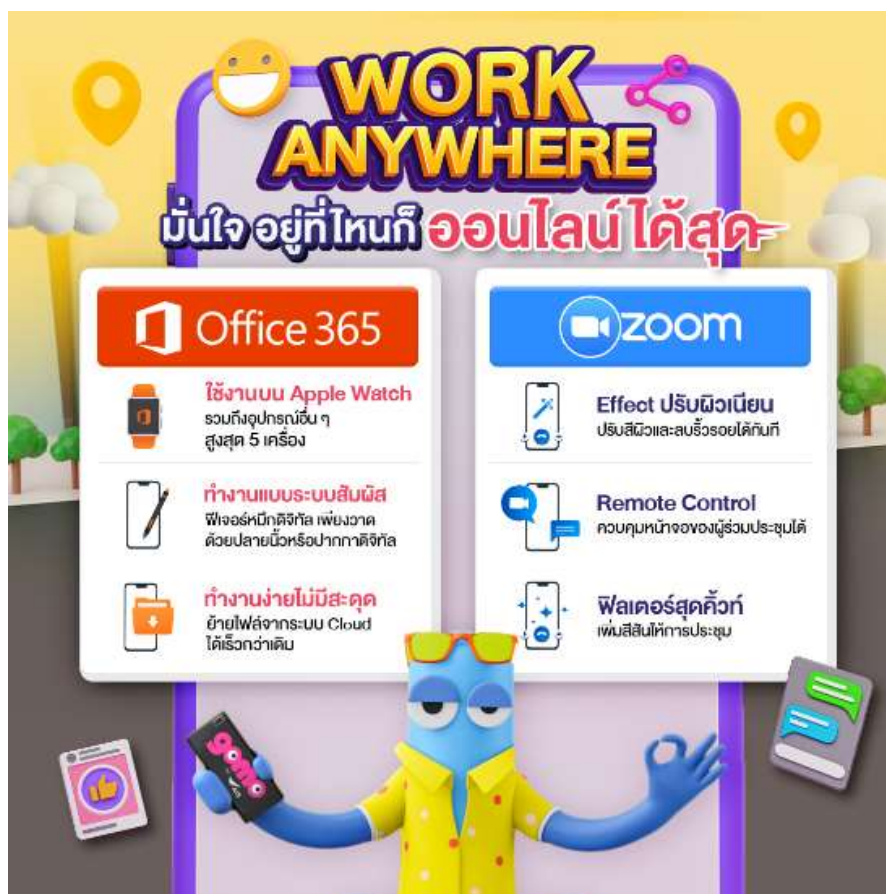 WORK
ANYWHERE
มั่นใจ อยู่ที่ไหนก็ ออนไลน์ได้สุด
Office 365
ใช้งานบน Apple Watch
รวมถึงอุปกรณ์อื่น ๆ
สูงสุด 5 เครื่อง
ทำงานแบบระบบสัมผัส
ฟีเจอร์หมึกดิจิทัล เพียงวาด
ด้วยปลายนิ้วหรือปากกาดิจิทัล
ทำงานง่ายไม่มีสะดุด
ย้ายไฟล์จากระบบ Cloud
ได้เร็วกว่าเดิม
zoom
Effect ปรับผิวเนียน
ปรับสีผิวและลบริ้วรอยได้ทันที
Remote Control
ควบคุมหน้าจอของผู้ร่วมประชุมได้
ฟิลเตอร์สุดคิ้วท์
เพิ่มสีสันให้การประชุม
gomo